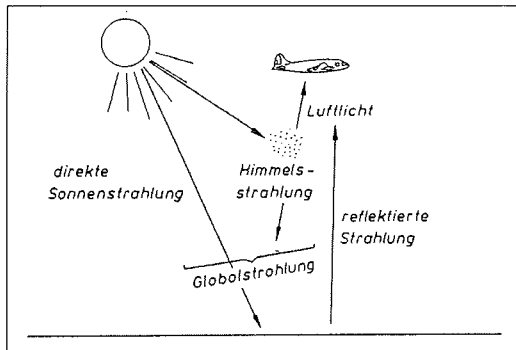 Luftlicht
direkte
Sonnenstrahlung
Himmels-
strahlung
reflektierte
Strahlung
Globalstrahlung